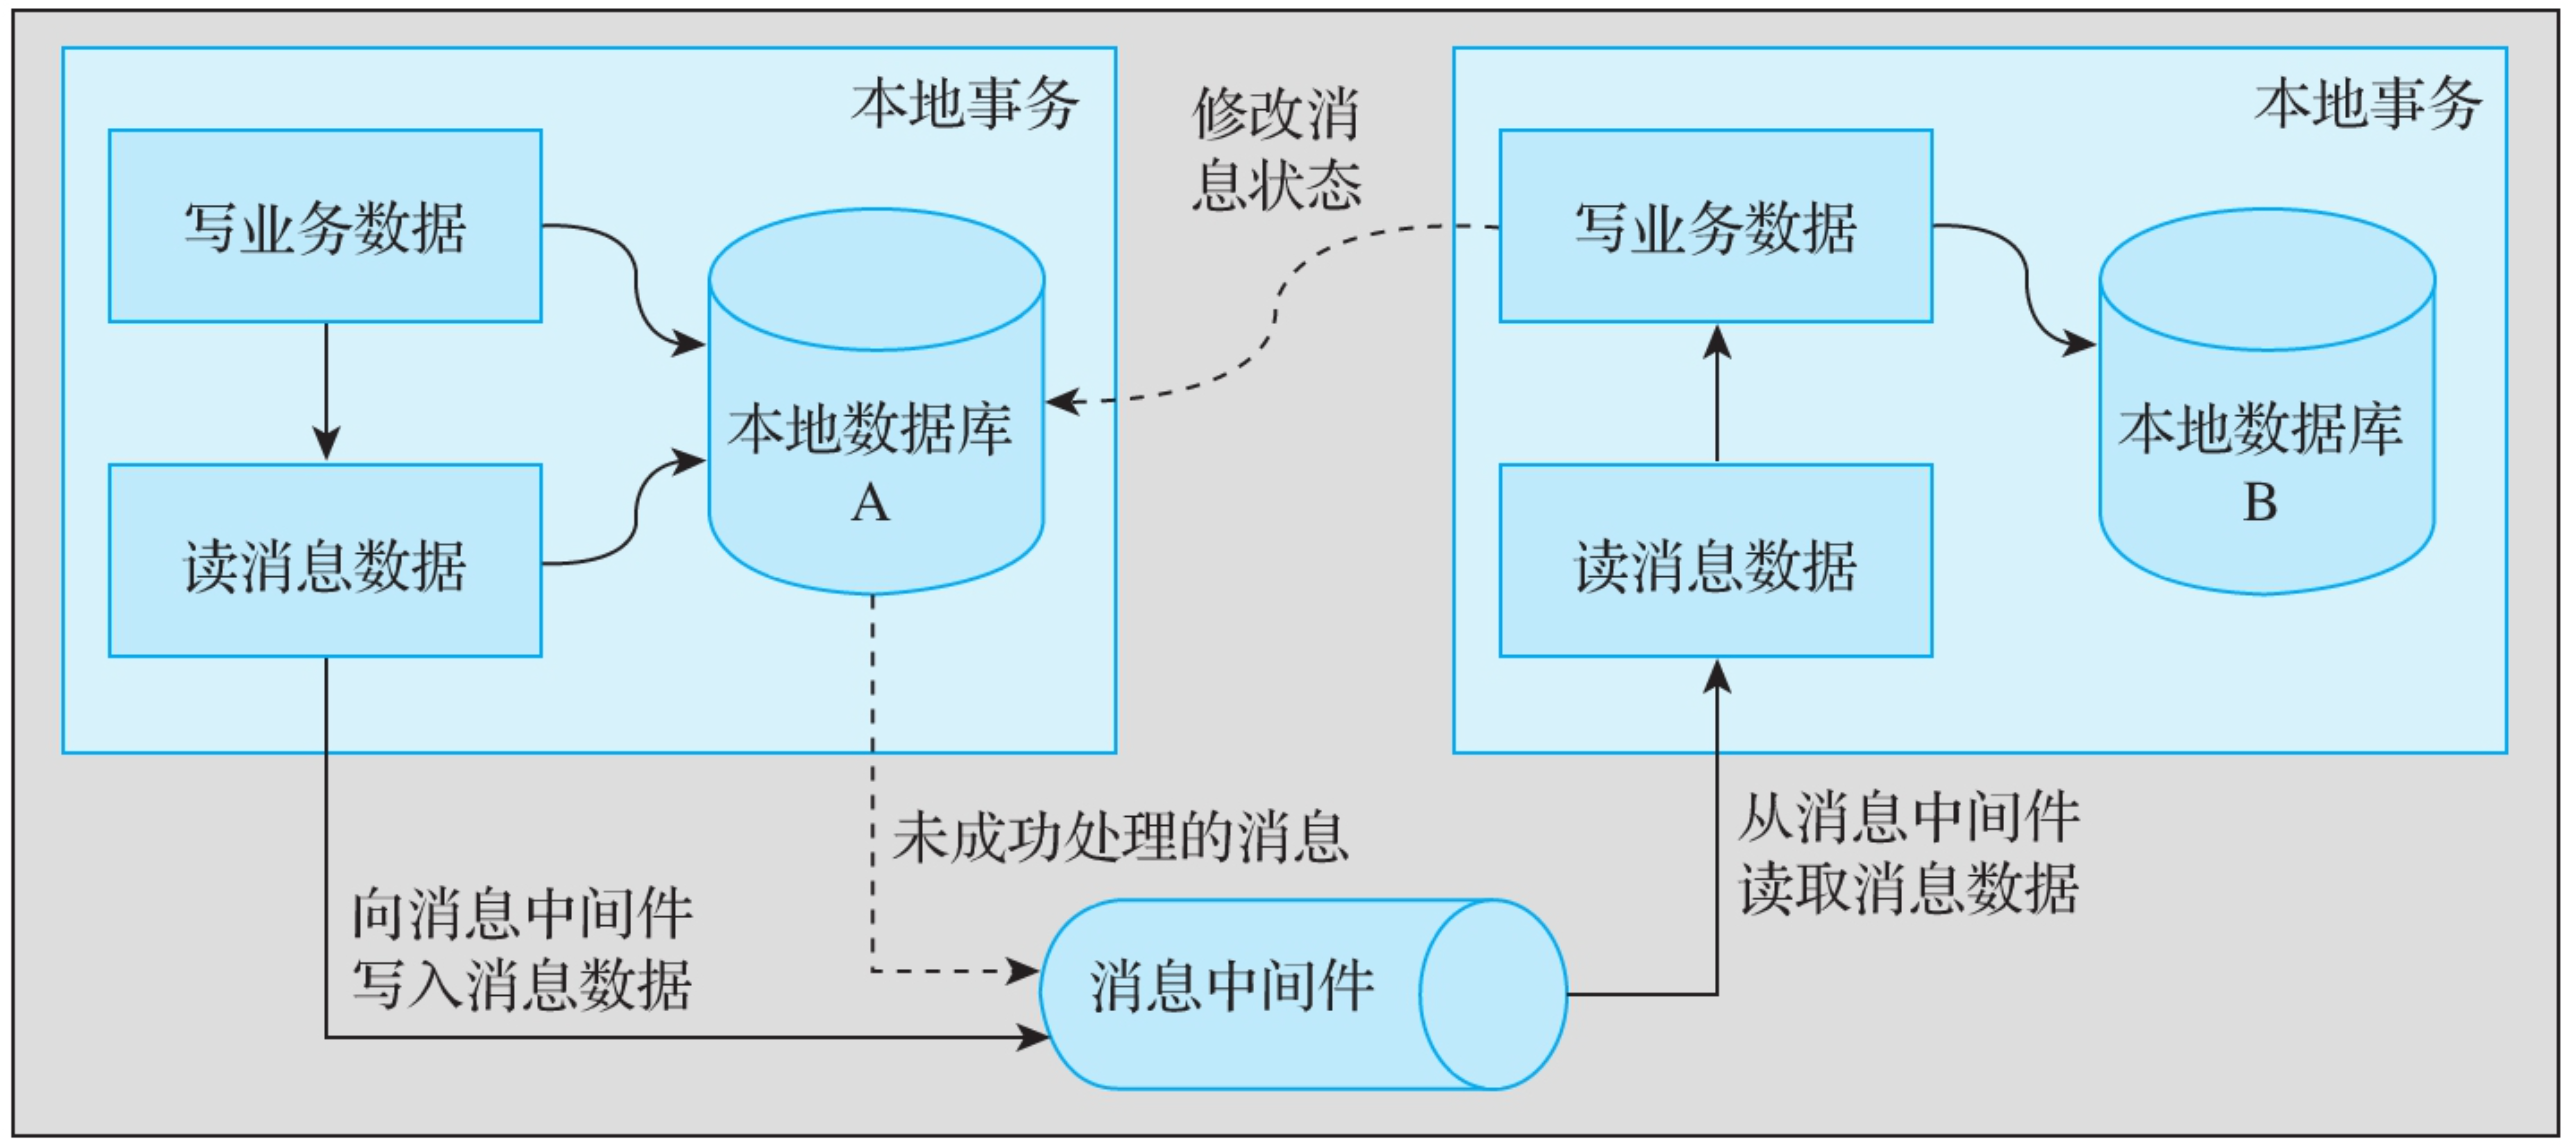 本地事务
写业务数据
本地数据库
A
读消息数据
修改消
息状态
本地事务
写业务数据
本地数据库
B
读消息数据
未成功处理的消息
向消息中间件
写入消息数据
消息中间件
从消息中间件
读取消息数据